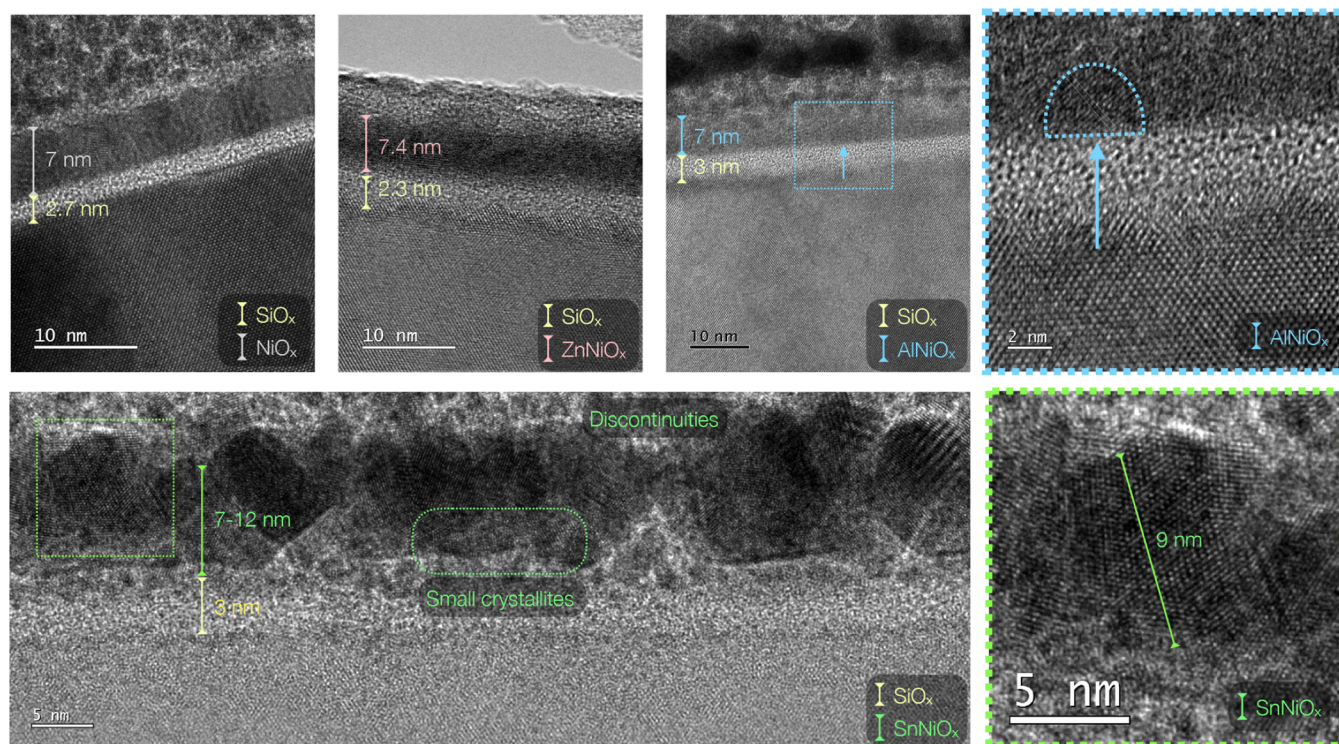 7 nm
2.7 nm
10 nm
SiOₓ
NiOₓ
7.4 nm
2.3 nm
10 nm
SiOₓ
ZnNiOₓ
7 nm
3 nm
10 nm
SiOₓ
AlNiOₓ
2 nm
AlNiOₓ
Discontinuities
7-12 nm
3 nm
Small crystallites
5 nm
SiOₓ
SnNiOₓ
9 nm
5 nm
SnNiOₓ